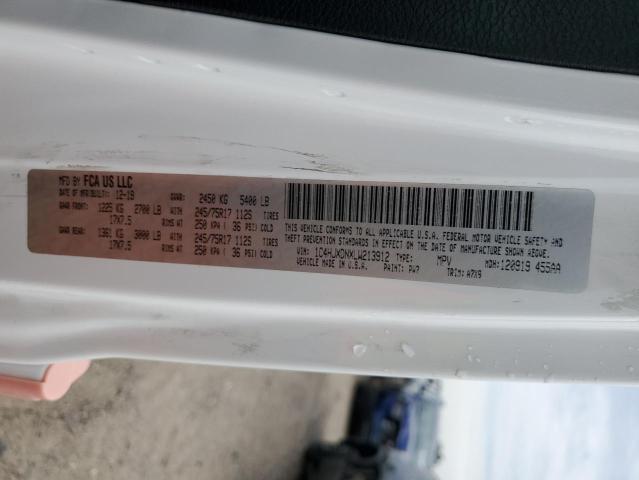 MFD BY FCA US LLC
DATE OF MFR(BUILT): 12-19 GVWR: 2450 KG 5400 LB
GAWR FRONT: 1225 KG 2700 LB WITH 245/75R17 112S TIRES
17X7.5 RIMS AT 250 KPA ( 36 PSI) COLD
GAWR REAR: 1361 KG 3000 LB WITH 245/75R17 112S TIRES
17X7.5 RIMS AT 250 KPA ( 36 PSI) COLD
THIS VEHICLE CONFORMS TO ALL APPLICABLE U.S.A. FEDERAL MOTOR VEHICLE SAFETY AND
THEFT PREVENTION STANDARDS IN EFFECT ON THE DATE OF MANUFACTURE SHOWN ABOVE.
VIN: 1C4HJXDNXLW213912 TYPE: MPV MDH: 120919 455AA
VEHICLE MADE IN U.S.A. PAINT: PW7 TRIM: A7X9